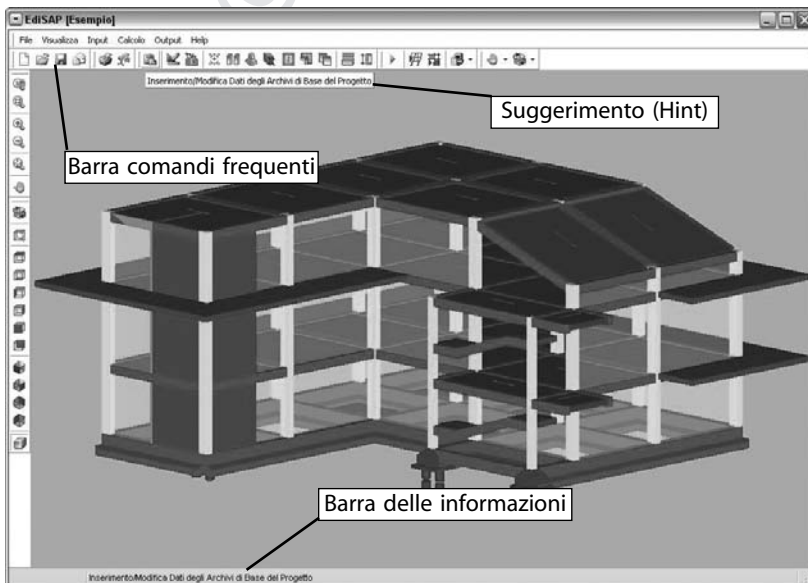 EdiSAP [Esempio]
File Visualizza Input Calcolo Output Help
Inserimento/Modifica Dati degli Archivi di Base del Progetto
Suggerimento (Hint)
Barra comandi frequenti
Barra delle informazioni
Inserimento/Modifica Dati degli Archivi di Base del Progetto